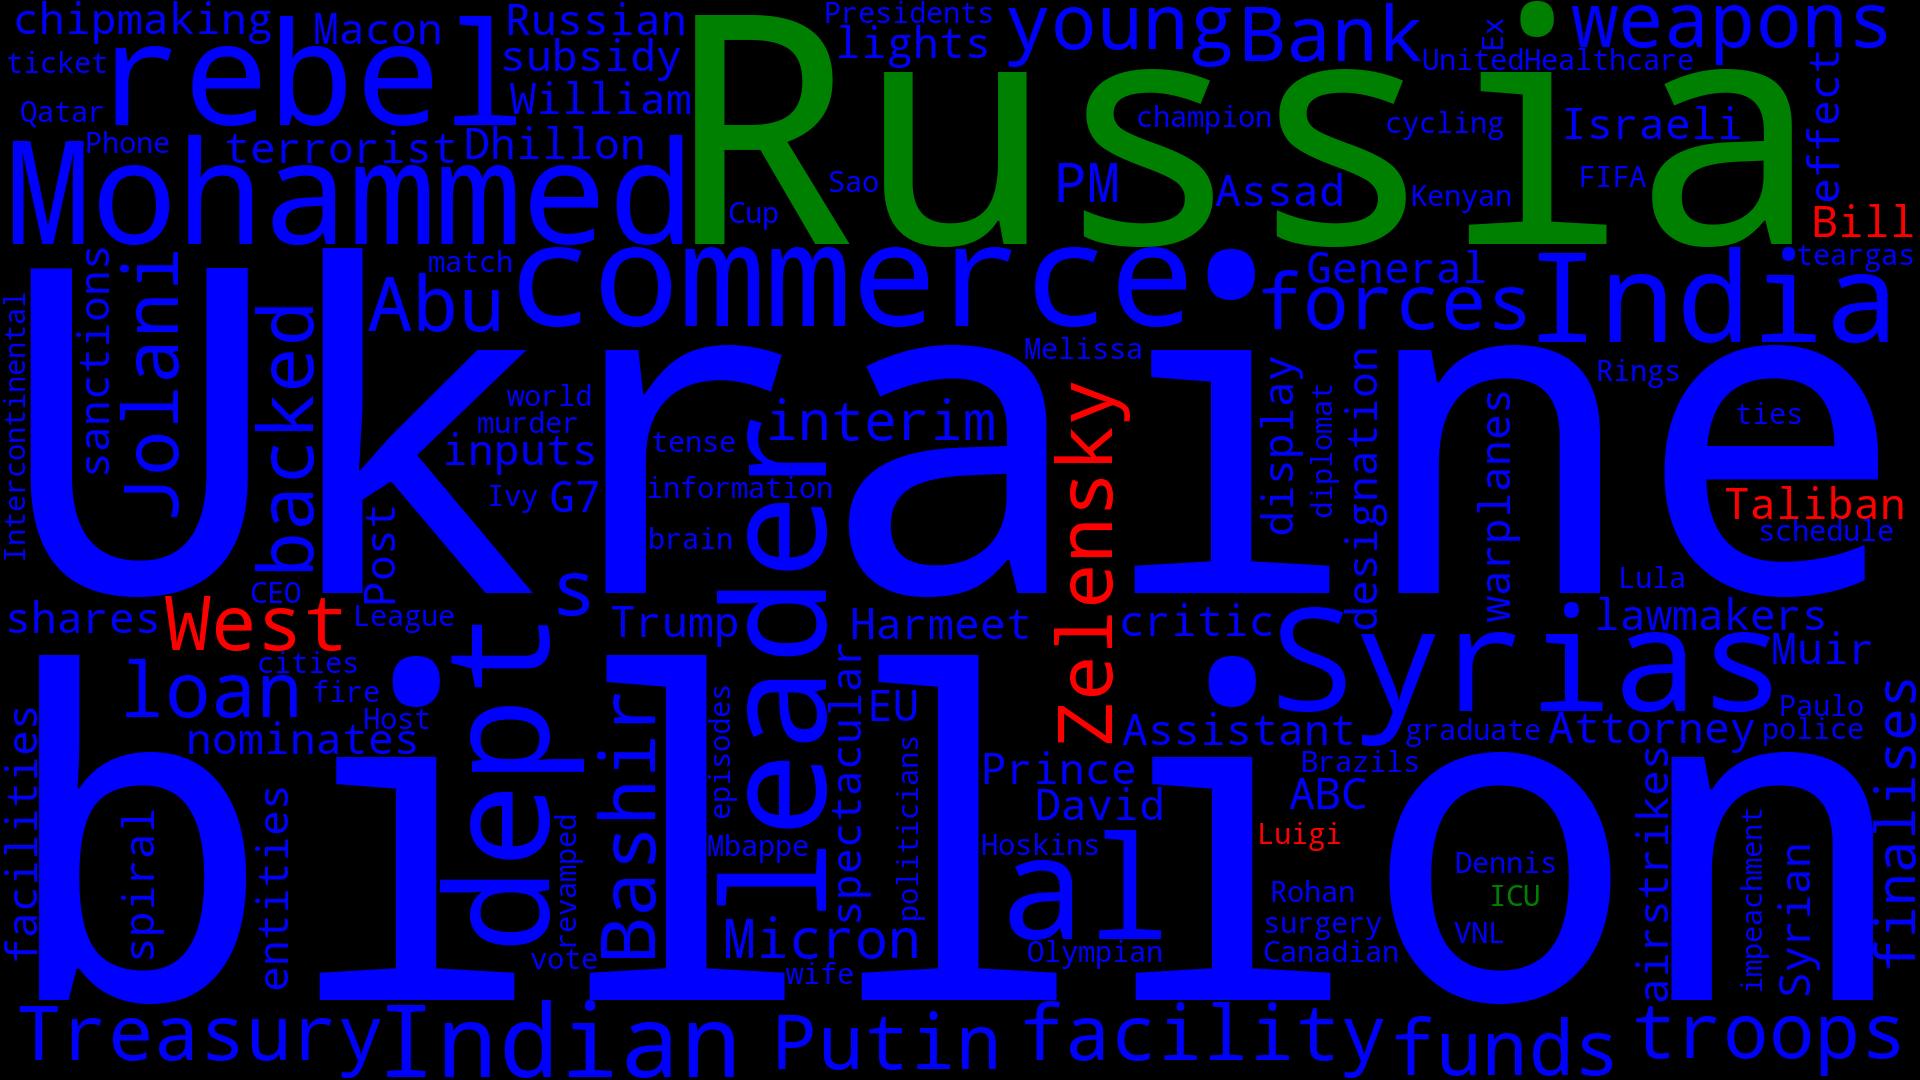 chipmaking
Macon
Russian
Presidents
young
Bank
Ex
weapons
ticket
rebel
subsidy
lights
UnitedHealthcare
Qatar
William
Russia
champion
cycling
Israeli
effect
Phone
terrorist
Dhillon
Mohammed
Sao
PM
Assad
Kenyan
FIFA
Cup
Bill
sanctions
Jolani
match
commerce
General
teargas
Intercontinental
Abu
forces
India
backed
Ukraine
Melissa
Rings
world
murder
interim
Zelensky
display
diplomat
designation
warplanes
ties
inputs
tense
leader
Ivy
G7
information
Taliban
Post
brain
schedule
CEO
s
Lula
shares
West
League
dept
Trump
Harmeet
critic
Syrias
lawmakers
cities
Muir
loan
fire
billion
Host
nominates
Bashir
episodes
spectacular
EU
Assistant
graduate
Attorney
Paulo
police
finalises
facilities
politicians
Prince
Brazils
David
ABC
airstrikes
spiral
entities
revamped
Mbappe
Hoskins
al
Luigi
Dennis
impeachment
Syrian
Rohan
ICU
Micron
surgery
VNL
vote
wife
Olympian
Canadian
Treasury
Indian
Putin
facility
funds
troops